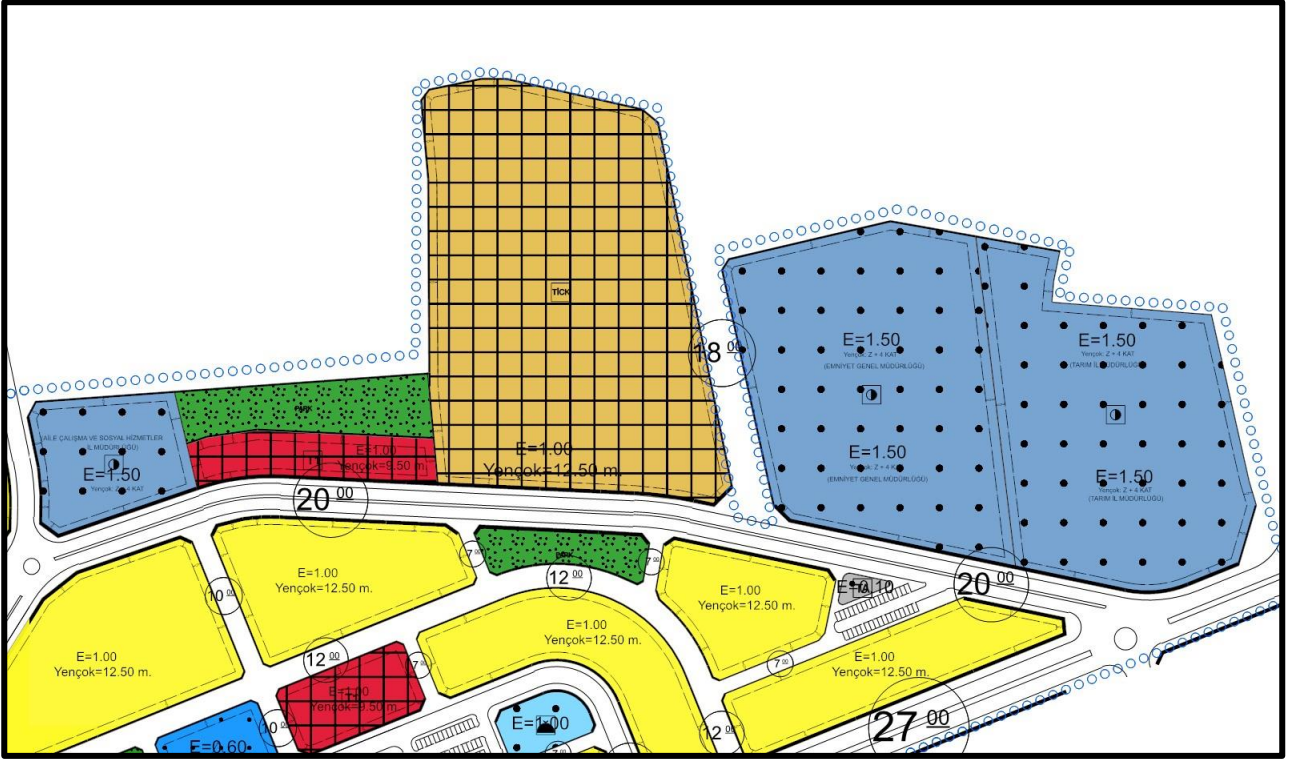 TİCK
18 00
E=1.50
Yençok: Z + 4 KAT
(EMNİYET GENEL MÜDÜRLÜĞÜ)
E=1.50
Yençok: Z + 4 KAT
(TARIM İL MÜDÜRLÜĞÜ)
PARK
AİLE ÇALIŞMA VE SOSYAL HİZMETLER
İL MÜDÜRLÜĞÜ)
E=1.50
Yençok: Z + 4 KAT
E=1.00
Yençok=9.50 m.
E=1.00
Yençok=12.50 m.
E=1.50
Yençok: Z + 4 KAT
(EMNİYET GENEL MÜDÜRLÜĞÜ)
E=1.50
Yençok: Z + 4 KAT
(TARIM İL MÜDÜRLÜĞÜ)
20 00
7 00
PARK
7 00
12 00
20 00
E=1.00
Yençok=12.50 m.
10 00
E=1.00
Yençok=12.50 m.
E=0.10
E=1.00
Yençok=12.50 m.
E=1.00
Yençok=12.50 m.
12 00
7 00
7 00
E=1.00
Yençok=12.50 m.
E=1.00
Yençok=9.50 m.
10 00
E=0.60
E=1.00
12 00
27 00